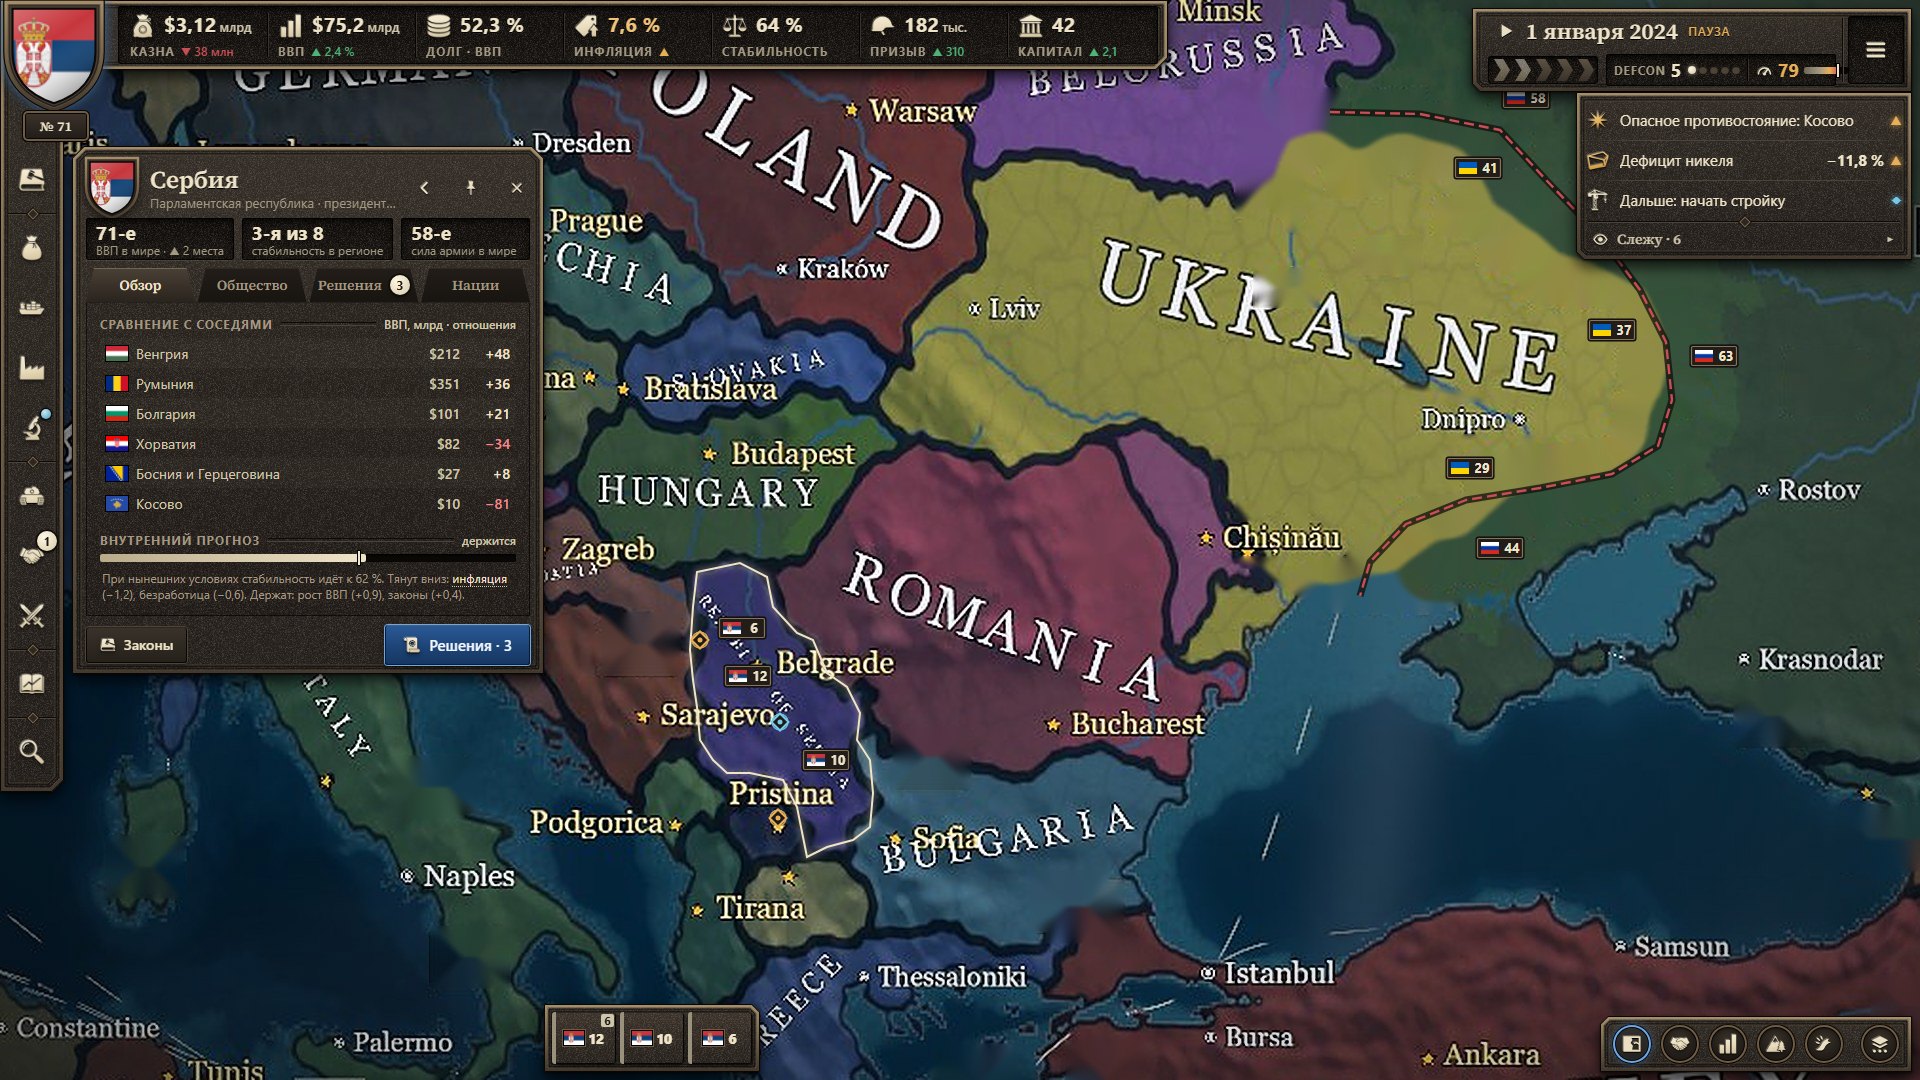 $3,12 млрд
КАЗНА ▼ 38 млн
$75,2 млрд
ВВП ▲ 2,4 %
52,3 %
ДОЛГ · ВВП
7,6 %
ИНФЛЯЦИЯ ▲
64 %
СТАБИЛЬНОСТЬ
182 тыс.
ПРИЗЫВ ▲ 310
42
КАПИТАЛ ▲ 2,1
1 января 2024 ПАУЗА
DEFCON 5
79
№ 71
Опасное противостояние: Косово
Дефицит никеля −11,8 %
Дальше: начать стройку
Слежу · 6
Сербия
Парламентская республика · президент...
71-е
ВВП в мире · ▲ 2 места
3-я из 8
стабильность в регионе
58-е
сила армии в мире
Обзор
Общество
Решения 3
Нации
СРАВНЕНИЕ С СОСЕДЯМИ ВВП, млрд · отношения
Венгрия $212 +48
Румыния $351 +36
Болгария $101 +21
Хорватия $82 −34
Босния и Герцеговина $27 +8
Косово $10 −81
ВНУТРЕННИЙ ПРОГНОЗ держится
При нынешних условиях стабильность идёт к 62 %. Тянут вниз: инфляция
(−1,2), безработица (−0,6). Держат: рост ВВП (+0,9), законы (+0,4).
Законы
Решения · 3
1
Minsk
BELORUSSIA
POLAND
Warsaw
Dresden
Prague
Kraków
Lviv
UKRAINE
58
41
37
63
Dnipro
29
44
SLOVAKIA
Bratislava
Budapest
HUNGARY
Zagreb
Chișinău
Rostov
ROMANIA
Krasnodar
6
Belgrade
12
Sarajevo
10
Bucharest
Pristina
Podgorica
Sofia
BULGARIA
Naples
Tirana
Thessaloniki
Istanbul
Samsun
Bursa
Ankara
Constantine
Palermo
Tunis
6
12
10
6